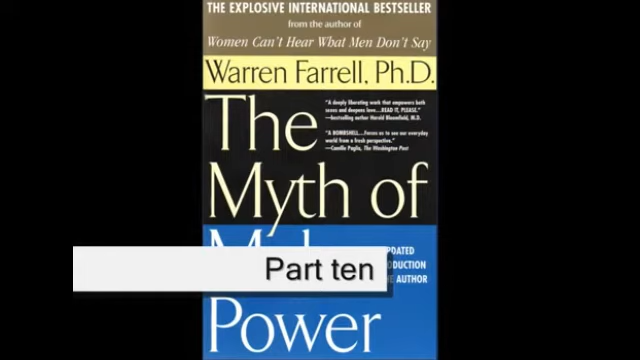 THE EXPLOSIVE INTERNATIONAL BESTSELLER
from the author of
Women Can't Hear What Men Don't Say
Warren Farrell, Ph.D.
The
"A deeply liberating work that empowers both
sexes and deepens love....READ IT, PLEASE."
—bestselling author Harold Bloomfield, M.D.
"A BOMBSHELL...Forces us to see our everyday
world from a fresh perspective."
—Camille Paglia, The Washington Post
Myth of
PDATED
ODUCTION
E AUTHOR
Part ten
Power